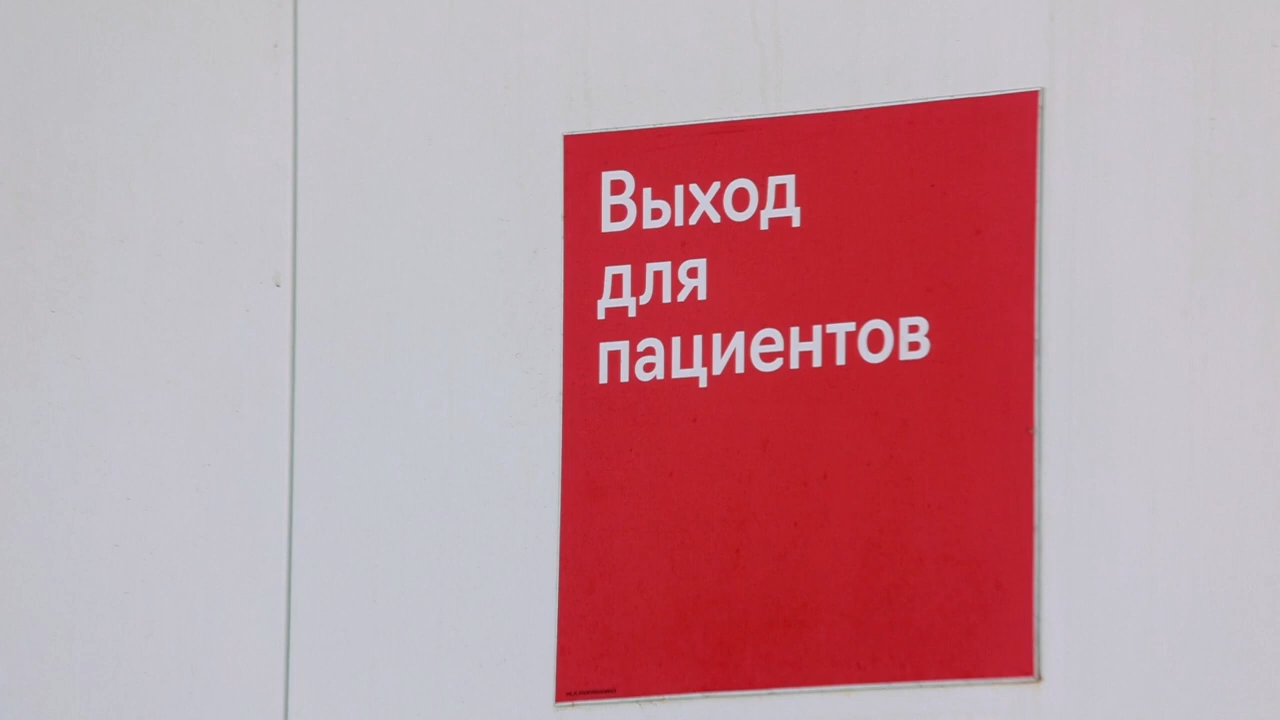 Выход
для
пациентов